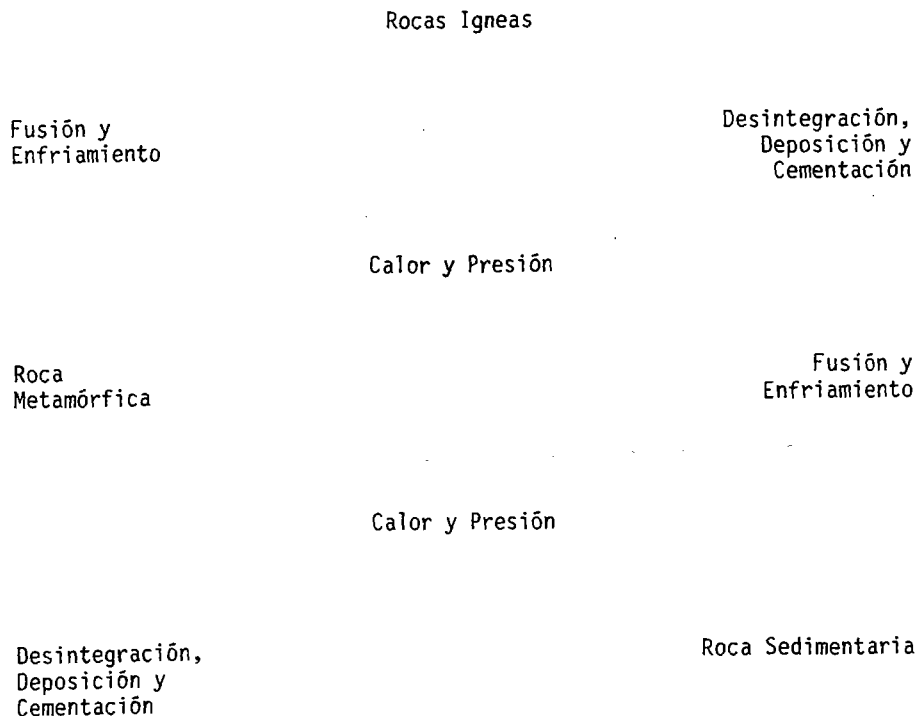 Rocas Igneas
Fusión y
Enfriamiento
Desintegración,
Deposición y
Cementación
Calor y Presión
Roca
Metamórfica
Fusión y
Enfriamiento
Calor y Presión
Desintegración,
Deposición y
Cementación
Roca Sedimentaria